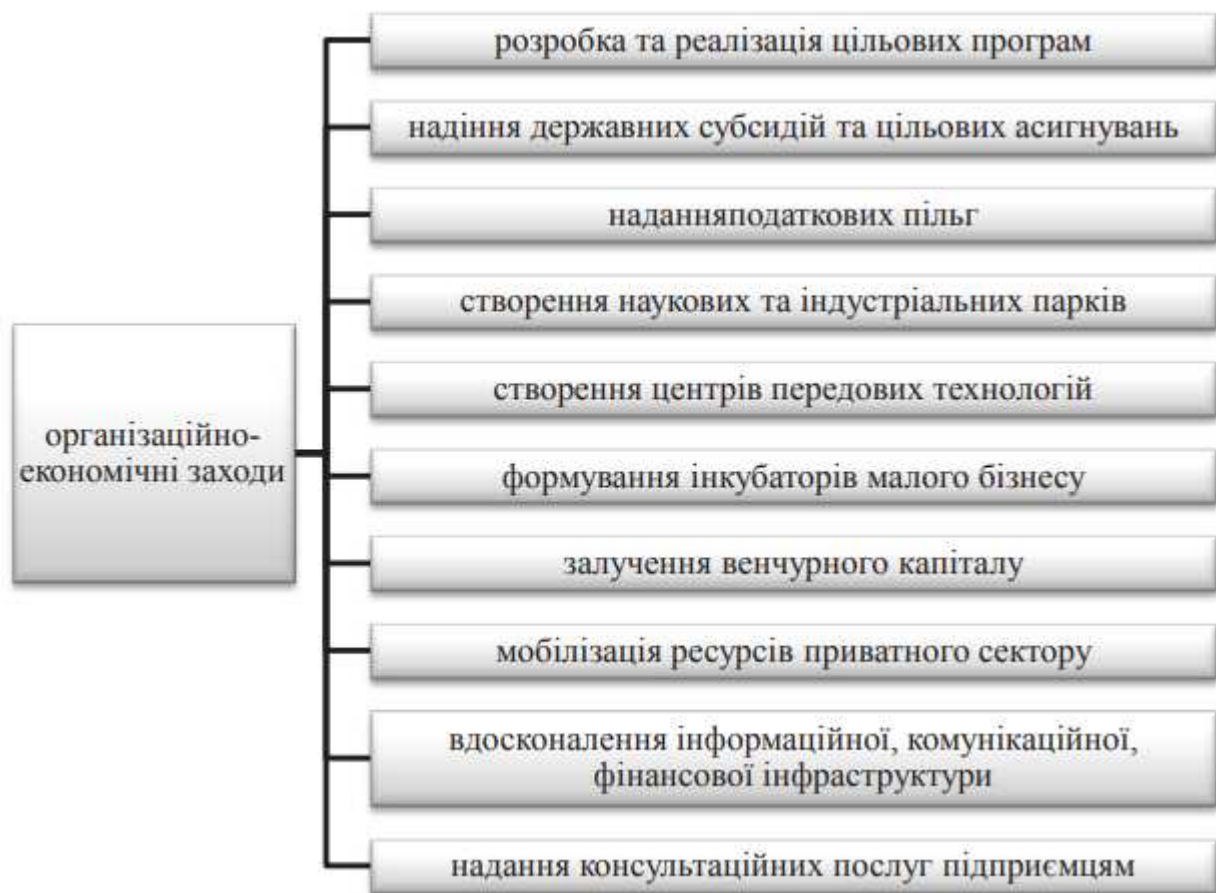 розробка та реалізація цільових програм
надіння державних субсидій та цільових асигнувань
наданняподаткових пільг
створення наукових та індустріальних парків
створення центрів передових технологій
організаційно-
економічні заходи
формування інкубаторів малого бізнесу
залучення венчурного капіталу
мобілізація ресурсів приватного сектору
вдосконалення інформаційної, комунікаційної,
фінансової інфраструктури
надання консультаційних послуг підприємцям